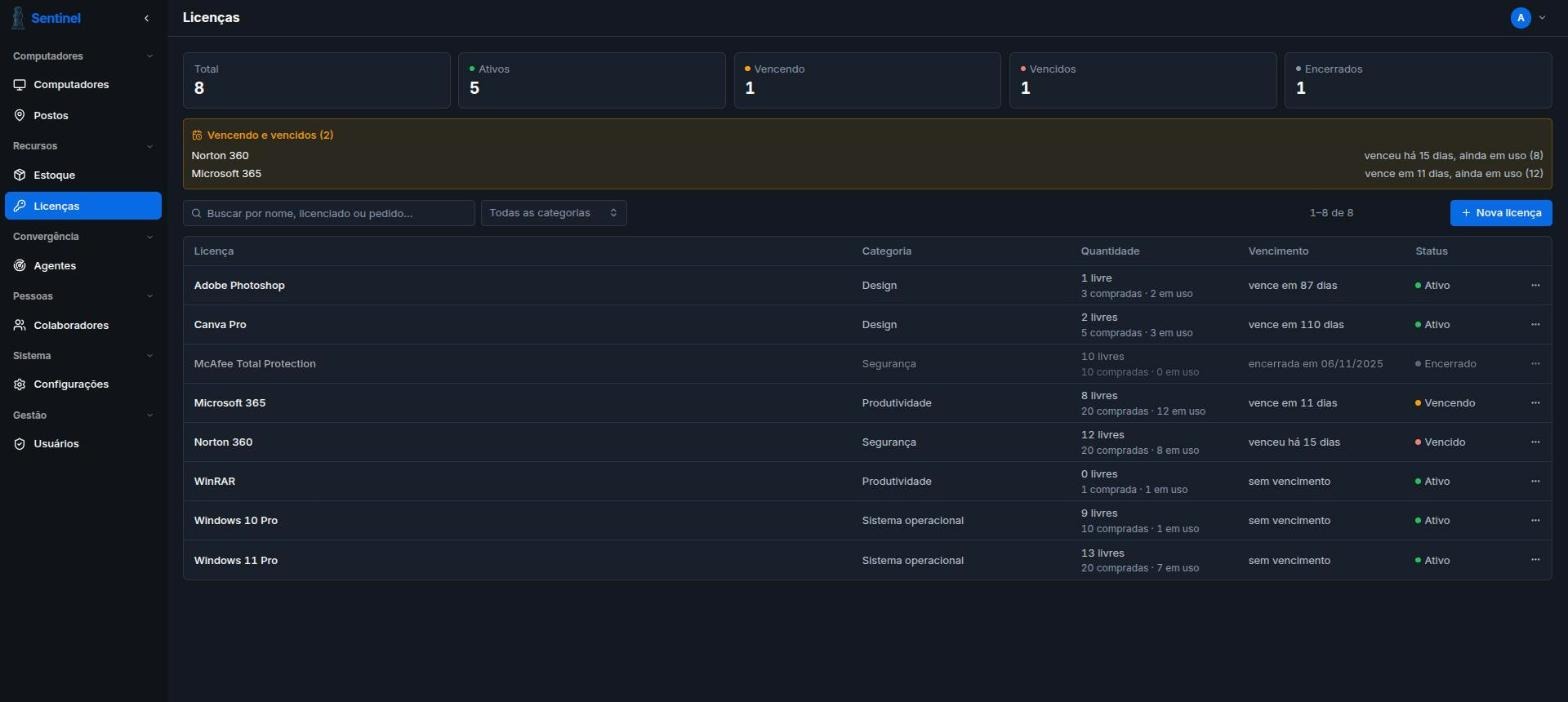 Sentinel
Computadores
Computadores
Postos
Recursos
Estoque
Licenças
Convergência
Agentes
Pessoas
Colaboradores
Sistema
Configurações
Gestão
Usuários
Licenças
A
Total
8
Ativos
5
Vencendo
1
Vencidos
1
Encerrados
1
Vencendo e vencidos (2)
Norton 360 venceu há 15 dias, ainda em uso (8)
Microsoft 365 vence em 11 dias, ainda em uso (12)
Buscar por nome, licenciado ou pedido... Todas as categorias 1–8 de 8 + Nova licença
Licença Categoria Quantidade Vencimento Status
Adobe Photoshop Design 1 livre vence em 87 dias Ativo ...
3 compradas · 2 em uso
Canva Pro Design 2 livres vence em 110 dias Ativo ...
5 compradas · 3 em uso
McAfee Total Protection Segurança 10 livres encerrada em 06/11/2025 Encerrado ...
10 compradas · 0 em uso
Microsoft 365 Produtividade 8 livres vence em 11 dias Vencendo ...
20 compradas · 12 em uso
Norton 360 Segurança 12 livres venceu há 15 dias Vencido ...
20 compradas · 8 em uso
WinRAR Produtividade 0 livres sem vencimento Ativo ...
1 comprada · 1 em uso
Windows 10 Pro Sistema operacional 9 livres sem vencimento Ativo ...
10 compradas · 1 em uso
Windows 11 Pro Sistema operacional 13 livres sem vencimento Ativo ...
20 compradas · 7 em uso